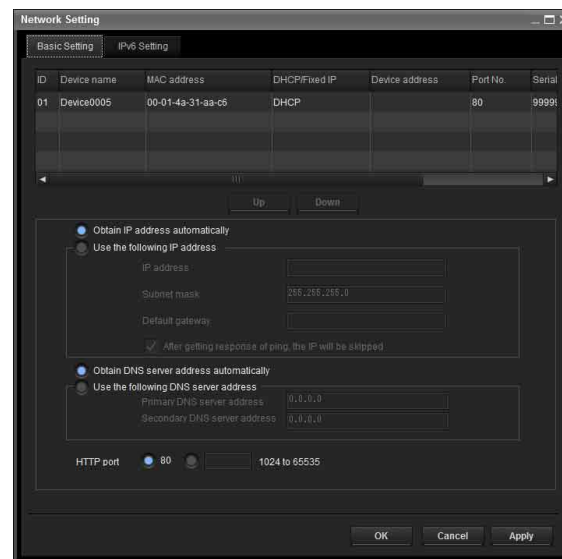 Network Setting
Basic Setting IPv6 Setting
ID Device name MAC address DHCP/Fixed IP Device address Port No. Serial
01 Device0005 00-01-4a-31-aa-c6 DHCP 80 9999
Up Down
Obtain IP address automatically
Use the following IP address
IP address
Subnet mask 255.255.255.0
Default gateway
After getting response of ping, the IP will be skipped
Obtain DNS server address automatically
Use the following DNS server address
Primary DNS server address 0.0.0.0
Secondary DNS server address 0.0.0.0
HTTP port 80 1024 to 65535
OK Cancel Apply